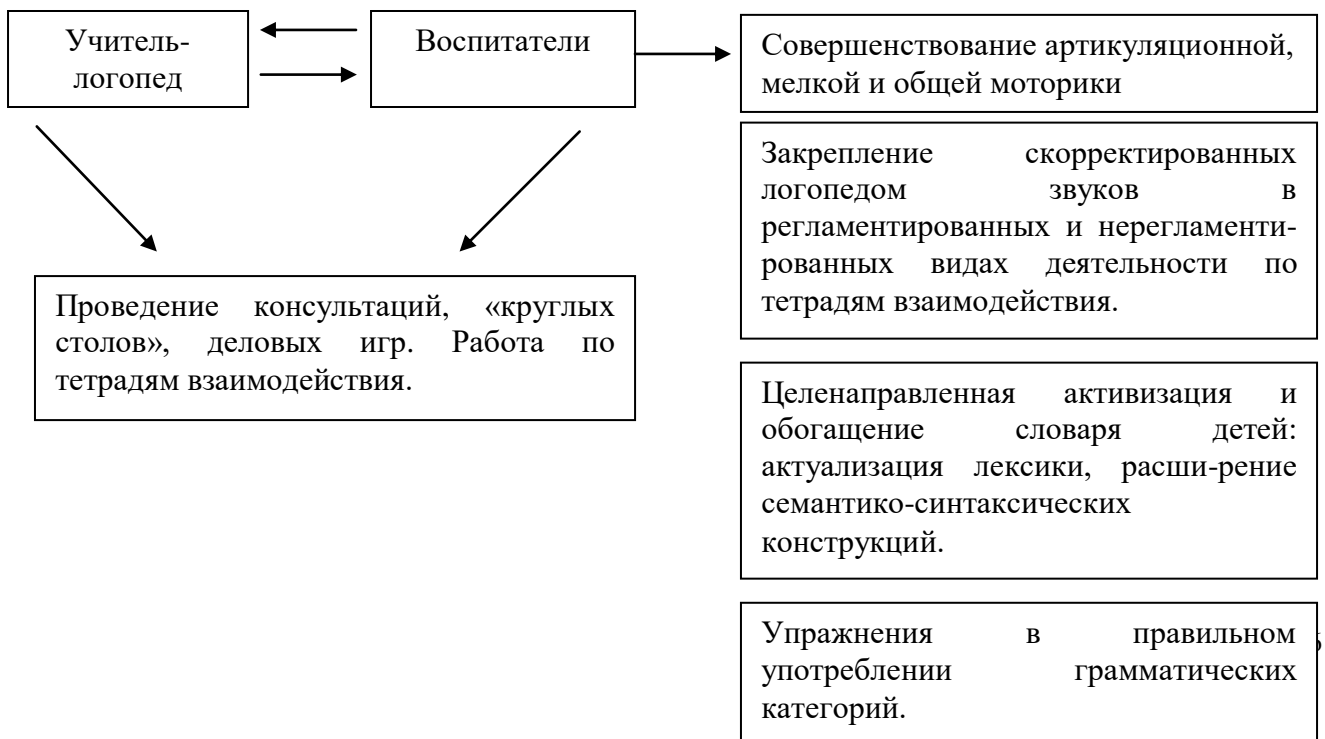 Учитель-
логопед
Воспитатели
Совершенствование артикуляционной,
мелкой и общей моторики
Закрепление скорректированных
логопедом звуков в
регламентированных и нерегламенти-
рованных видах деятельности по
тетрадям взаимодействия.
Проведение консультаций, «круглых
столов», деловых игр. Работа по
тетрадям взаимодействия.
Целенаправленная активизация и
обогащение словаря детей:
актуализация лексики, расши-рение
семантико-синтаксических
конструкций.
Упражнения в правильном
употреблении грамматических
категорий.